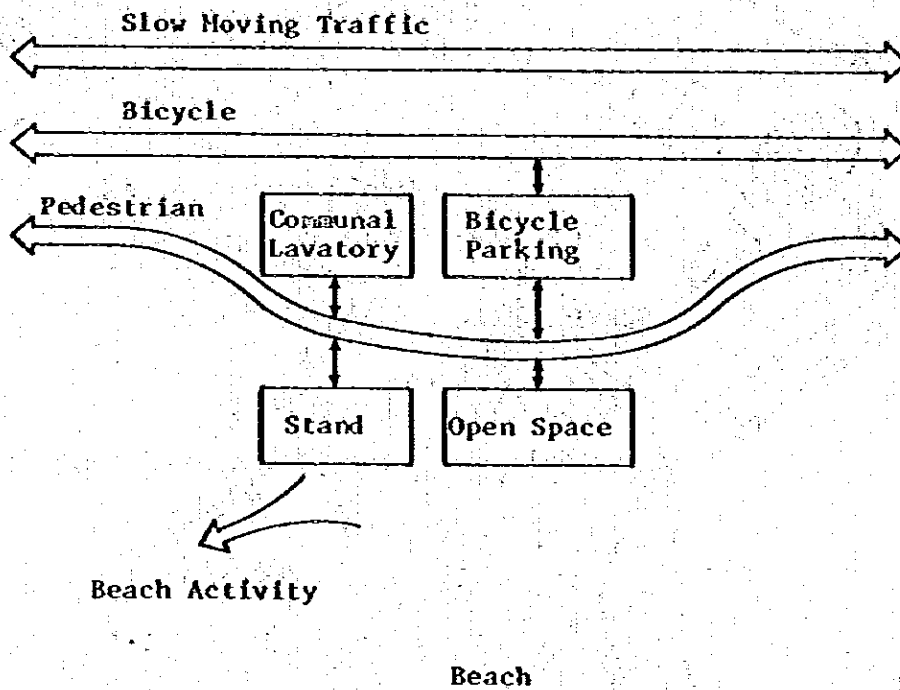 Slow Moving Traffic
Bicycle
Pedestrian
Communal
Lavatory
Bicycle
Parking
Stand
Open Space
Beach Activity
Beach